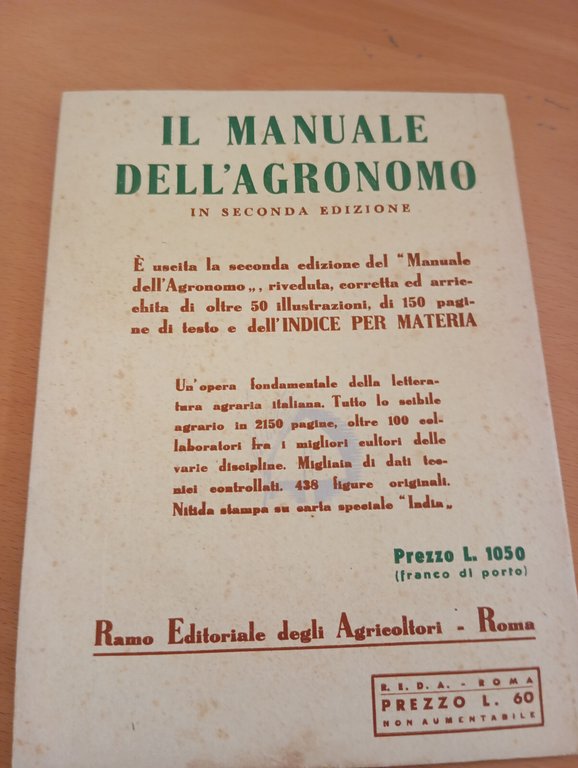 IL MANUALE
DELL'AGRONOMO
IN SECONDA EDIZIONE
È uscita la seconda edizione del "Manuale
dell'Agronomo„, riveduta, corretta ed arric-
chita di oltre 50 illustrazioni, di 150 pagi-
ne di testo e dell'INDICE PER MATERIA
Un'opera fondamentale della lettera-
tura agraria italiana. Tutto lo scibile
agrario in 2150 pagine, oltre 100 col-
laboratori fra i migliori cultori delle
varie discipline. Migliaia di dati tec-
nici controllati. 438 figure originali.
Nitida stampa su carta speciale "India„
Prezzo L. 1050
(franco di porto)
Ramo Editoriale degli Agricoltori - Roma
R.E.D.A. - ROMA
PREZZO L. 60
NON AUMENTABILE